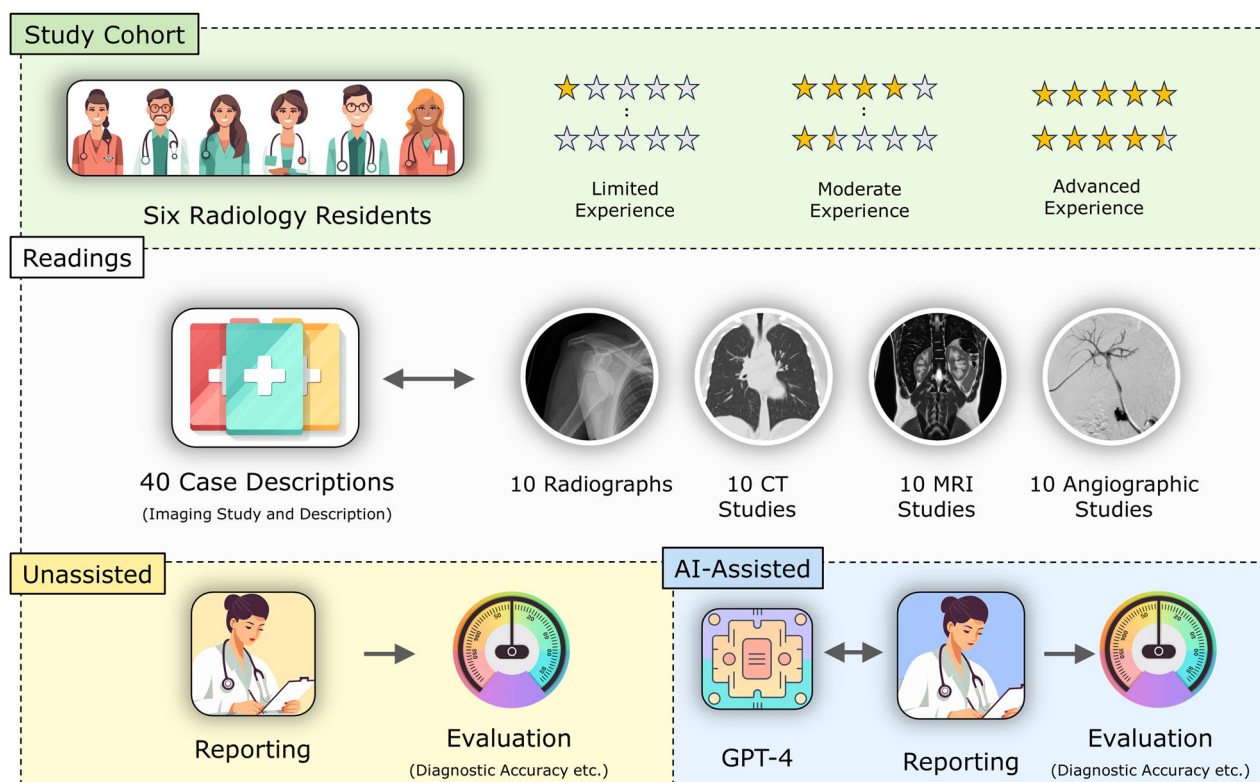 Study Cohort
Six Radiology Residents
Limited
Experience
Moderate
Experience
Advanced
Experience
Readings
40 Case Descriptions
(Imaging Study and Description)
10 Radiographs
10 CT
Studies
10 MRI
Studies
10 Angiographic
Studies
Unassisted
Reporting
Evaluation
(Diagnostic Accuracy etc.)
AI-Assisted
GPT-4
Reporting
Evaluation
(Diagnostic Accuracy etc.)